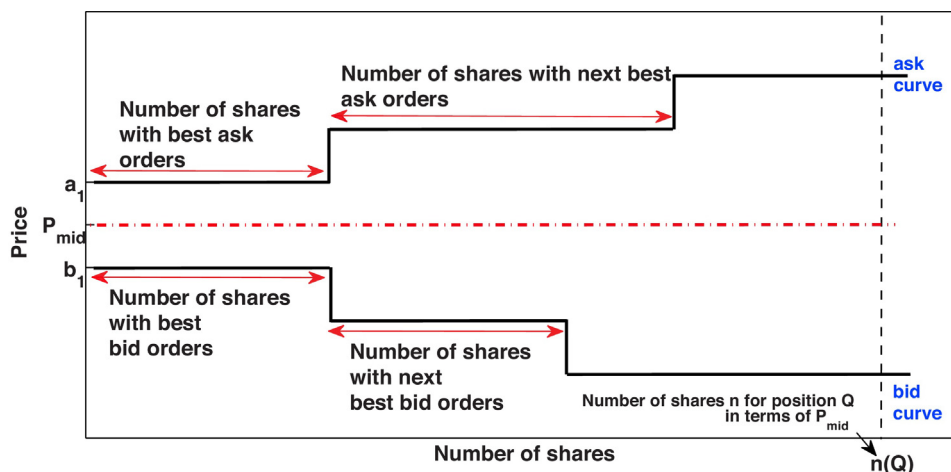 Number of shares with next best
ask orders
ask
curve
Number of shares
with best ask
orders
a1
Price
Pmid
b1
Number of shares
with best
bid orders
Number of shares
with next
best bid orders
Number of shares n for position Q
in terms of Pmid
bid
curve
Number of shares
n(Q)